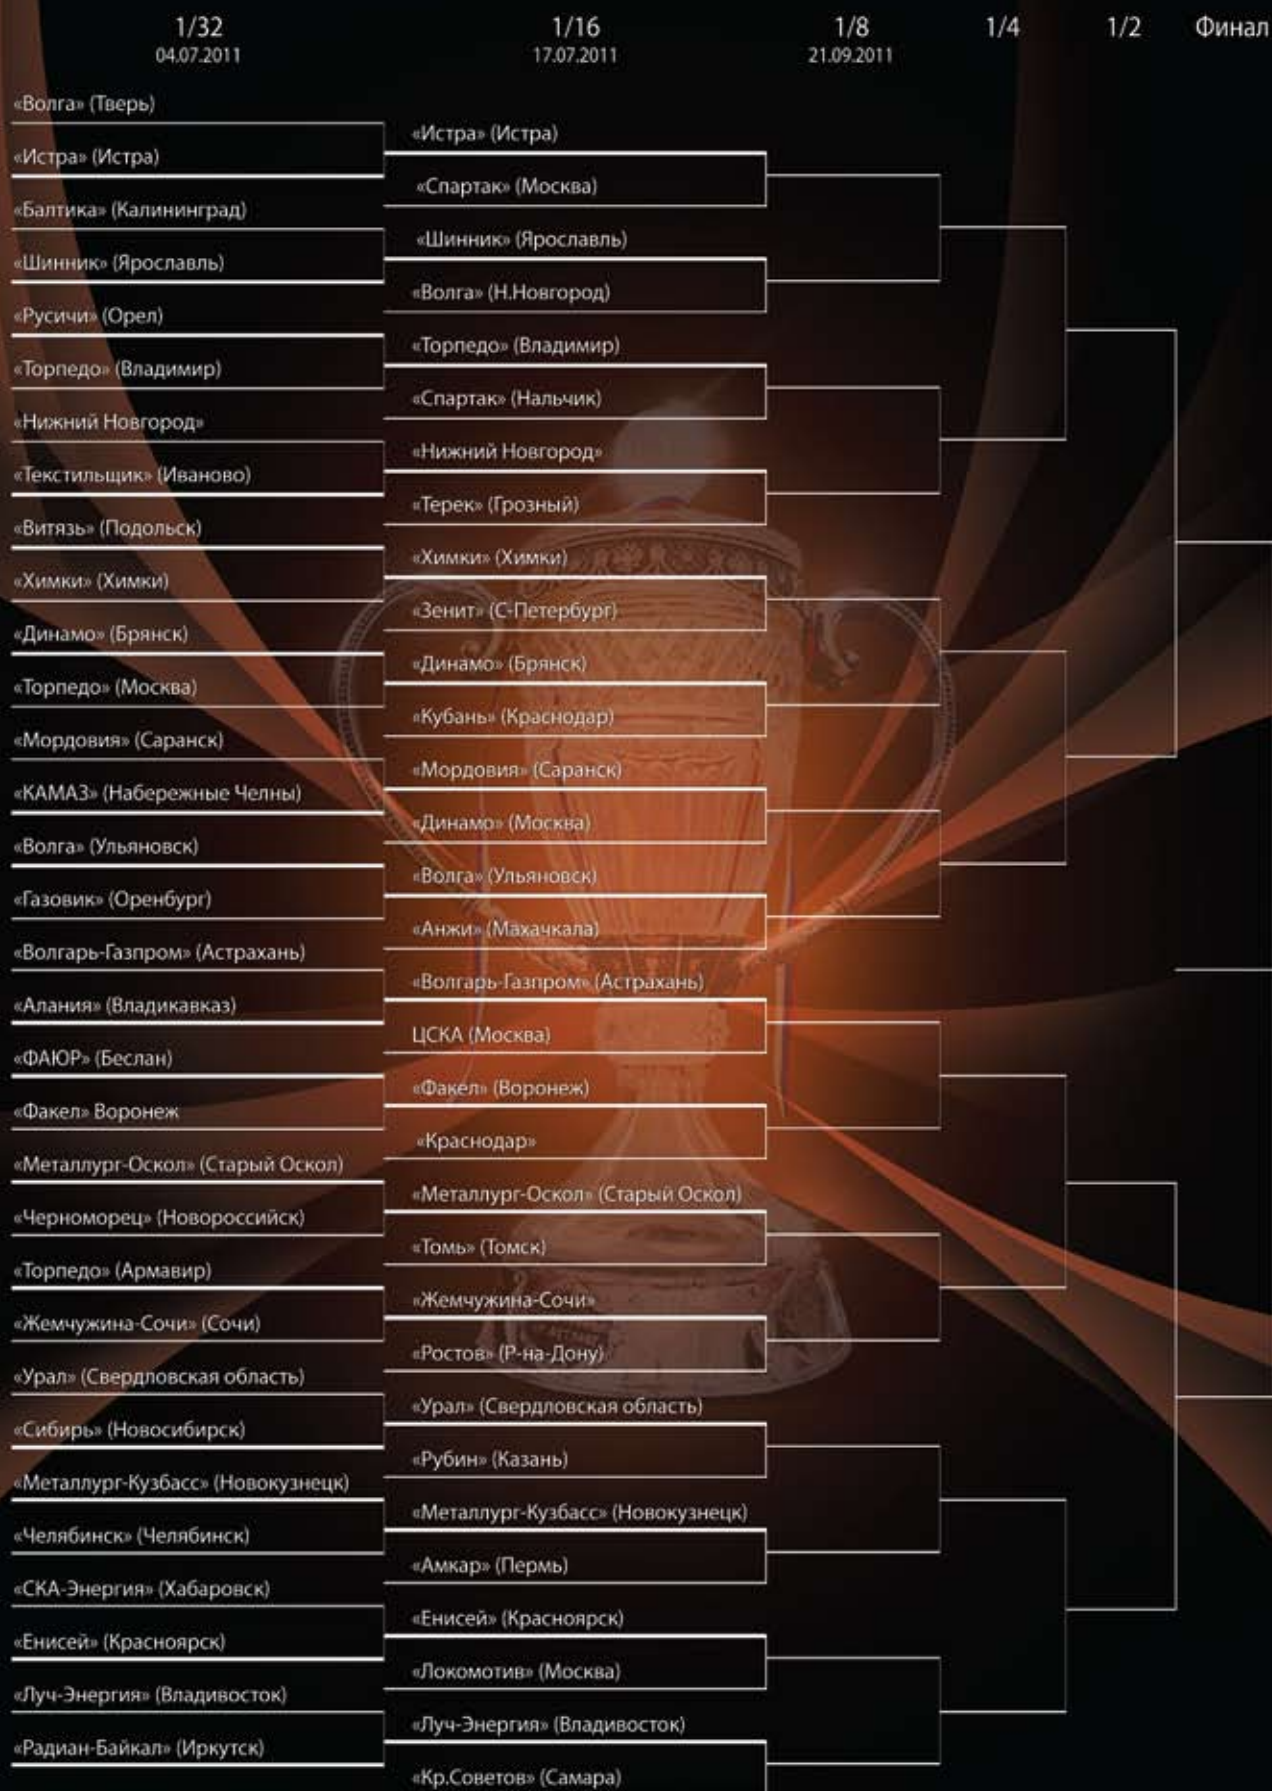 1/32
04.07.2011
1/16
17.07.2011
1/8
21.09.2011
1/4
1/2
Финал
«Волга» (Тверь)
«Истра» (Истра)
«Балтика» (Калининград)
«Шинник» (Ярославль)
«Русичи» (Орел)
«Торпедо» (Владимир)
«Нижний Новгород»
«Текстильщик» (Иваново)
«Витязь» (Подольск)
«Химки» (Химки)
«Динамо» (Брянск)
«Торпедо» (Москва)
«Мордовия» (Саранск)
«КАМАЗ» (Набережные Челны)
«Волга» (Ульяновск)
«Газовик» (Оренбург)
«Волгарь-Газпром» (Астрахань)
«Алания» (Владикавказ)
«ФАЮР» (Беслан)
«Факел» Воронеж
«Металлург-Оскол» (Старый Оскол)
«Черноморец» (Новороссийск)
«Торпедо» (Армавир)
«Жемчужина-Сочи» (Сочи)
«Урал» (Свердловская область)
«Сибирь» (Новосибирск)
«Металлург-Кузбасс» (Новокузнецк)
«Челябинск» (Челябинск)
«СКА-Энергия» (Хабаровск)
«Енисей» (Красноярск)
«Луч-Энергия» (Владивосток)
«Радиан-Байкал» (Иркутск)
«Истра» (Истра)
«Спартак» (Москва)
«Шинник» (Ярославль)
«Волга» (Н.Новгород)
«Торпедо» (Владимир)
«Спартак» (Нальчик)
«Нижний Новгород»
«Терек» (Грозный)
«Химки» (Химки)
«Зенит» (С-Петербург)
«Динамо» (Брянск)
«Кубань» (Краснодар)
«Мордовия» (Саранск)
«Динамо» (Москва)
«Волга» (Ульяновск)
«Анжи» (Махачкала)
«Волгарь-Газпром» (Астрахань)
ЦСКА (Москва)
«Факел» (Воронеж)
«Краснодар»
«Металлург-Оскол» (Старый Оскол)
«Томь» (Томск)
«Жемчужина-Сочи»
«Ростов» (Р-на-Дону)
«Урал» (Свердловская область)
«Рубин» (Казань)
«Металлург-Кузбасс» (Новокузнецк)
«Амкар» (Пермь)
«Енисей» (Красноярск)
«Локомотив» (Москва)
«Луч-Энергия» (Владивосток)
«Кр.Советов» (Самара)